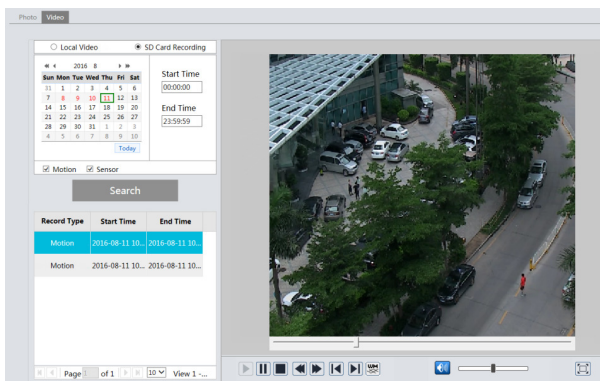 Photo Video
Local Video SD Card Recording
2016 8
Sun Mon Tue Wed Thu Fri Sat
31 1 2 3 4 5 6
7 8 9 10 11 12 13
14 15 16 17 18 19 20
21 22 23 24 25 26 27
28 29 30 31 1 2 3
4 5 6 7 8 9 10
Today
Start Time
00:00:00
End Time
23:59:59
Motion Sensor
Search
Record Type Start Time End Time
Motion 2016-08-11 10... 2016-08-11 10...
Motion 2016-08-11 10... 2016-08-11 10...
Page 1 of 1 10 View 1 -...
WM